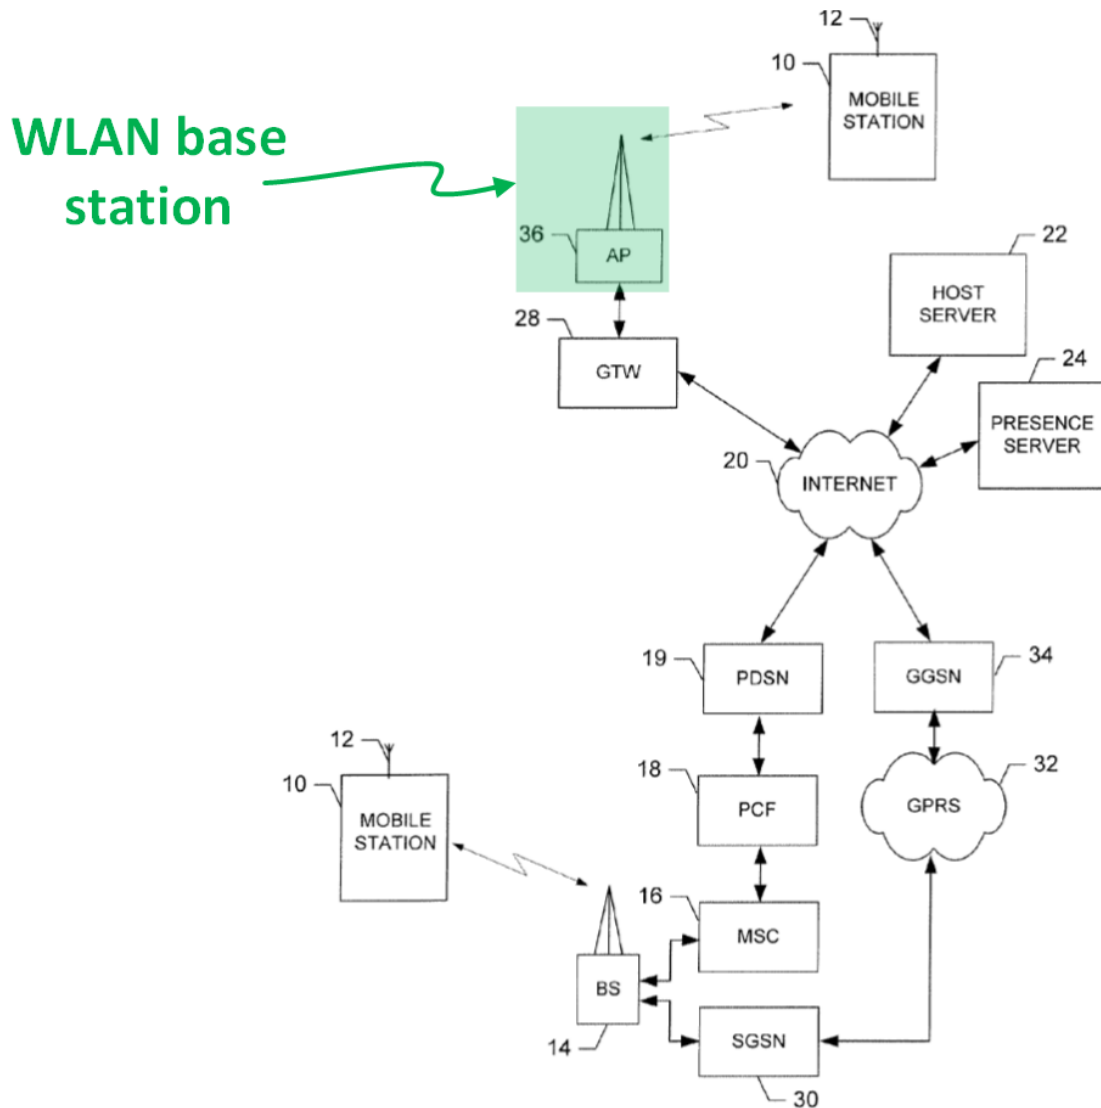 12
10
MOBILE
STATION
WLAN base
station
36
AP
22
HOST
SERVER
28
GTW
24
PRESENCE
SERVER
20
INTERNET
19
PDSN
GGSN
34
12
10
MOBILE
STATION
18
PCF
GPRS
32
16
MSC
BS
14
SGSN
30